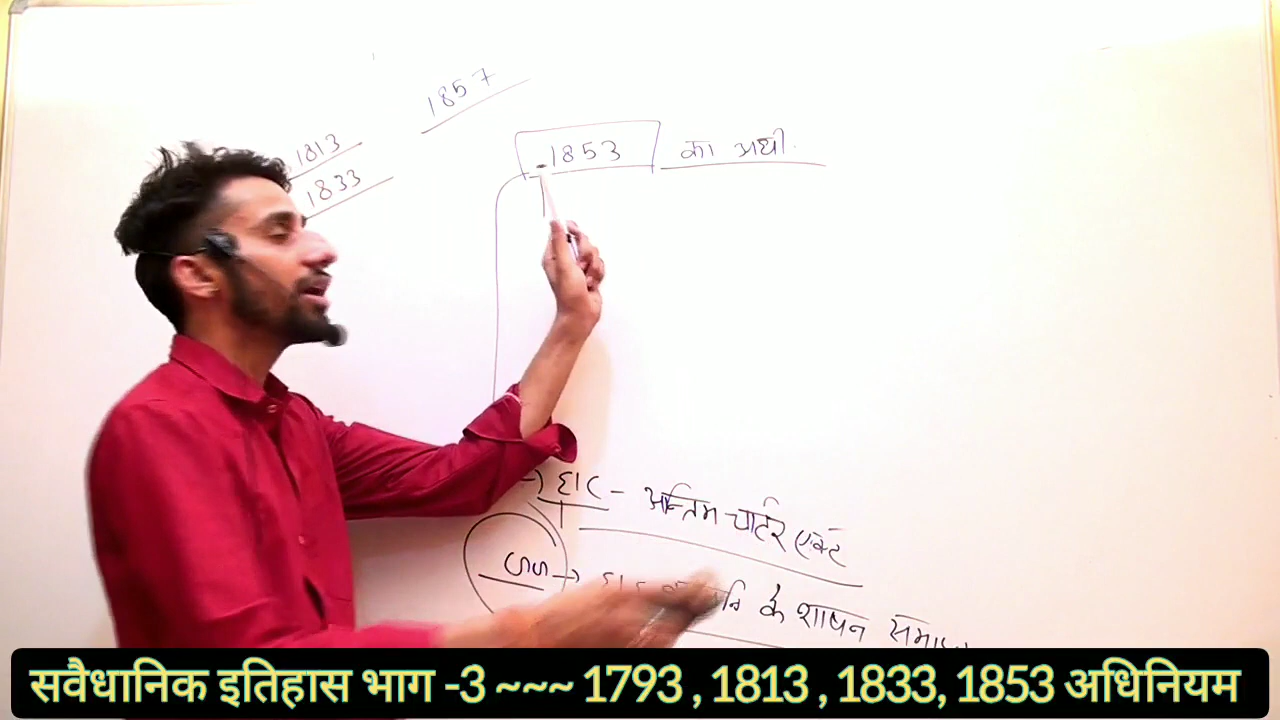 1857
1813
1833
1853 का अधि.
अन्तिम चार्टर एक्ट
के शासन
सवैधानिक इतिहास भाग -3 ~~~ 1793 , 1813 , 1833, 1853 अधिनियम